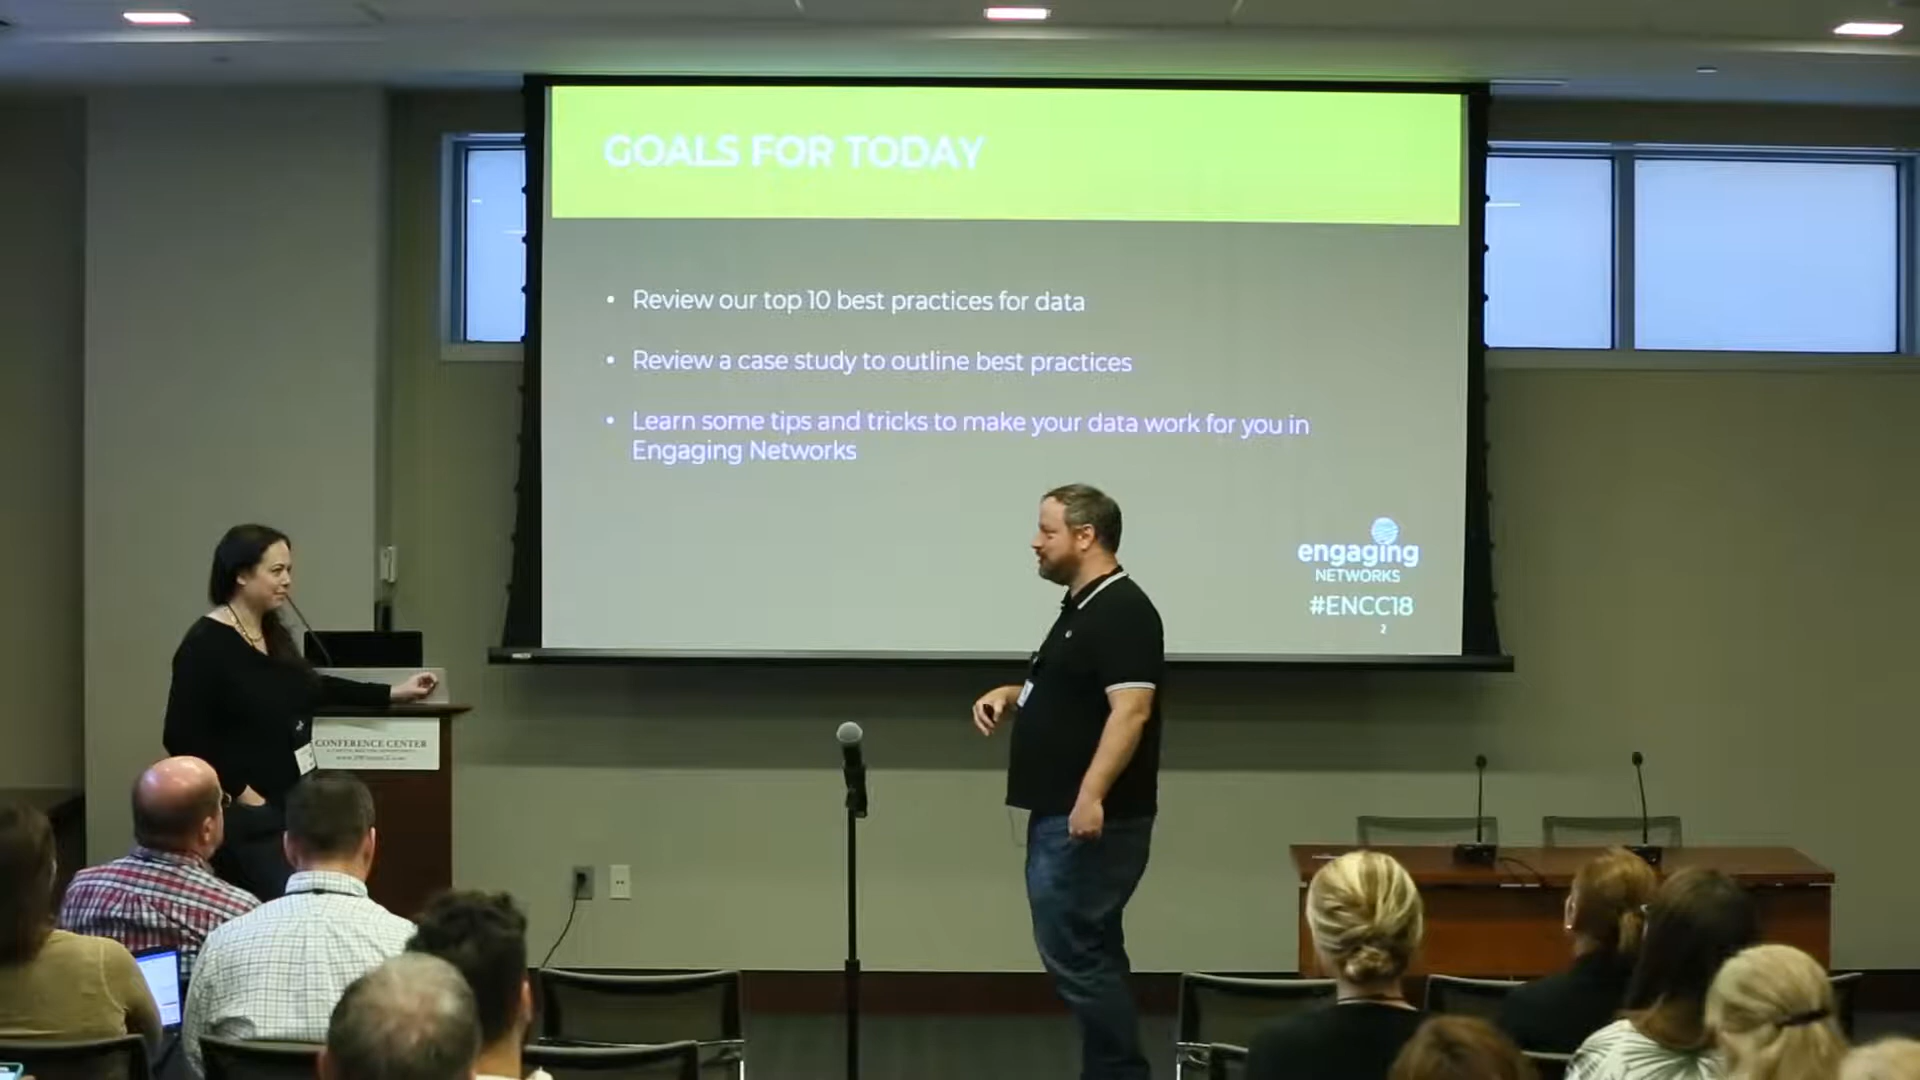 GOALS FOR TODAY
• Review our top 10 best practices for data
• Review a case study to outline best practices
• Learn some tips and tricks to make your data work for you in
Engaging Networks
engaging
NETWORKS
#ENCC18
2
CONFERENCE CENTER